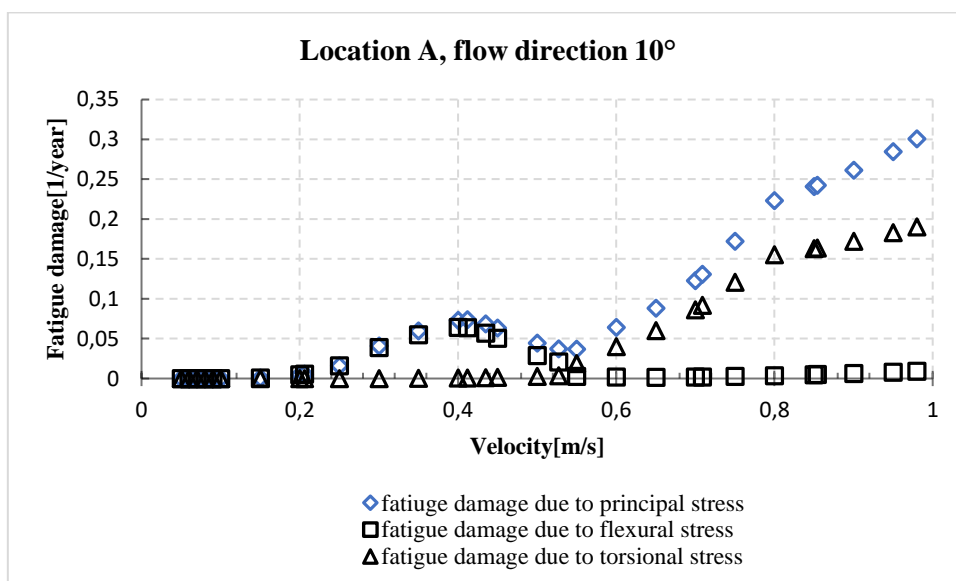 Location A, flow direction 10°
Fatigue damage[1/year]
0,35
0,3
0,25
0,2
0,15
0,1
0,05
0
0 0,2 0,4 0,6 0,8 1
Velocity[m/s]
fatiuge damage due to principal stress
fatigue damage due to flexural stress
fatigue damage due to torsional stress